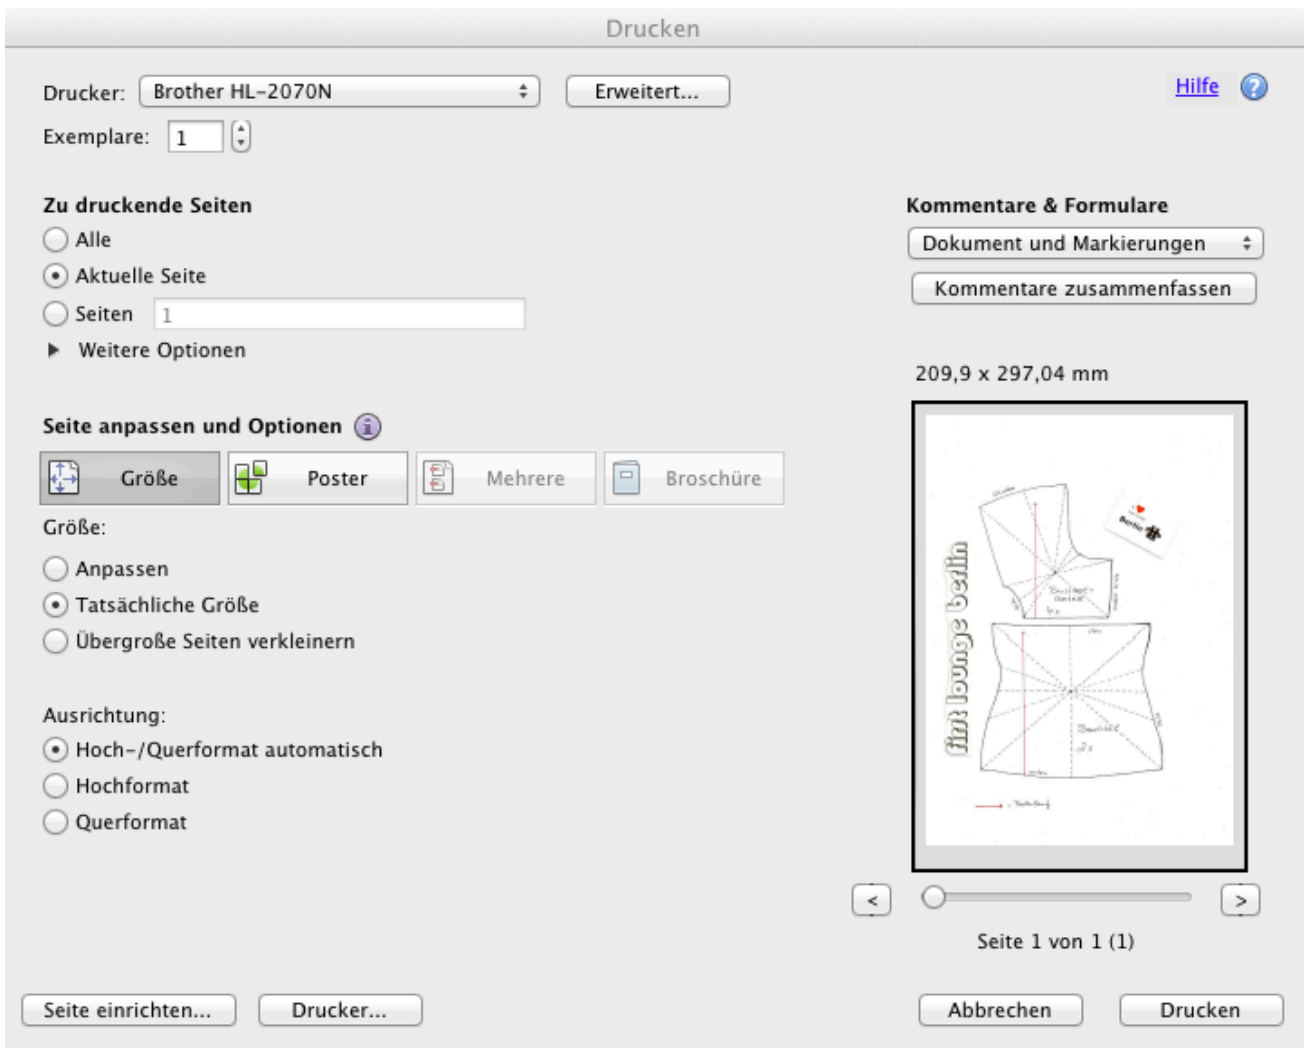 Drucken
Drucker: Brother HL-2070N Erweitert... Hilfe ?
Exemplare: 1
Zu druckende Seiten
Alle
Aktuelle Seite
Seiten 1
Weitere Optionen
Kommentare & Formulare
Dokument und Markierungen
Kommentare zusammenfassen
209,9 x 297,04 mm
Seite anpassen und Optionen i
Größe Poster Mehrere Broschüre
Größe:
Anpassen
Tatsächliche Größe
Übergroße Seiten verkleinern
Ausrichtung:
Hoch-/Querformat automatisch
Hochformat
Querformat
Berlin
lounge berlin
4x
2x
< >
Seite 1 von 1 (1)
Seite einrichten... Drucker... Abbrechen Drucken